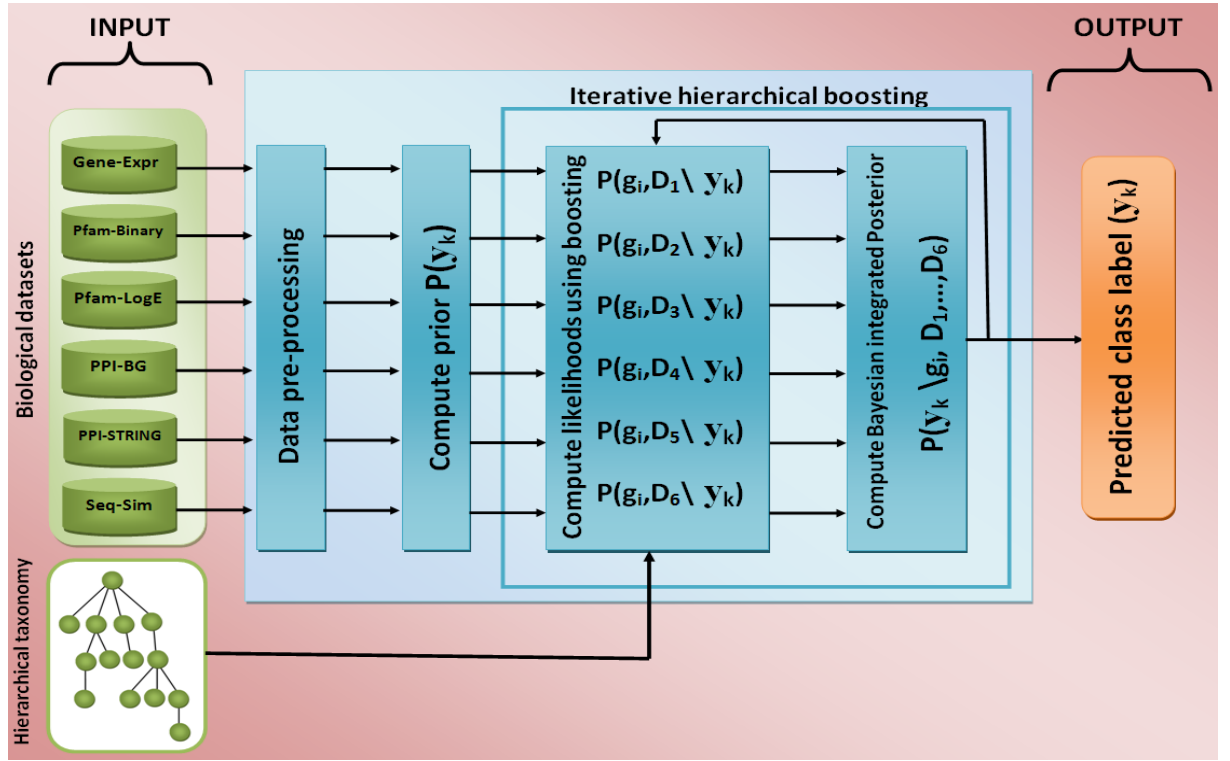 INPUT
OUTPUT
Iterative hierarchical boosting
Biological datasets
Gene-Expr
Pfam-Binary
Pfam-LogE
PPI-BG
PPI-STRING
Seq-Sim
Hierarchical taxonomy
Data pre-processing
Compute prior P(yₖ)
Compute likelihoods using boosting
P(gᵢ,D₁\ yₖ)
P(gᵢ,D₂\ yₖ)
P(gᵢ,D₃\ yₖ)
P(gᵢ,D₄\ yₖ)
P(gᵢ,D₅\ yₖ)
P(gᵢ,D₆\ yₖ)
Compute Bayesian integrated Posterior
P(yₖ \gᵢ, D₁,...,D₆)
Predicted class label (yₖ)